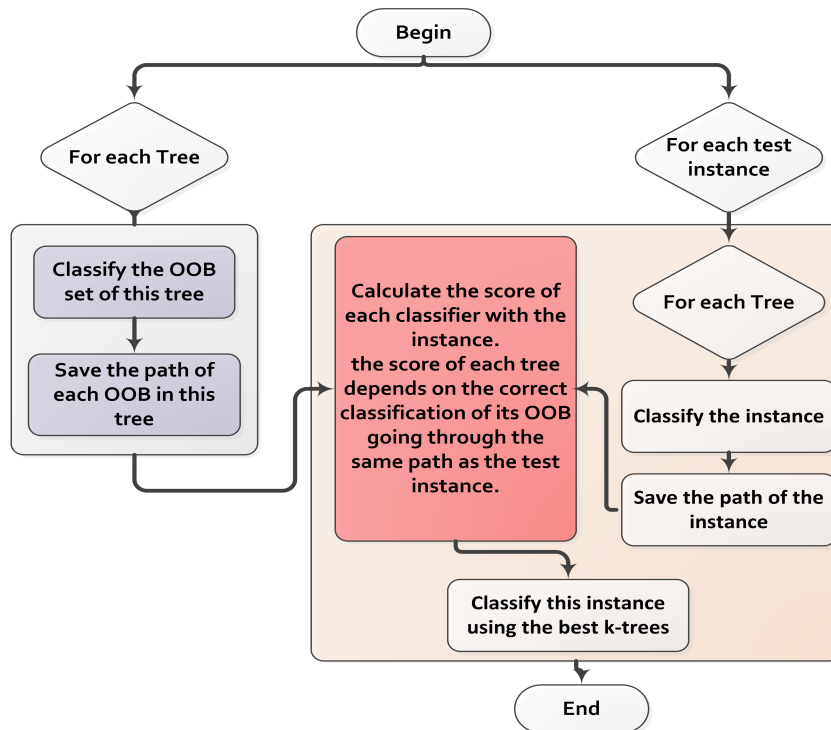 Begin
For each Tree
For each test
instance
Classify the OOB
set of this tree
Save the path of
each OOB in this
tree
Calculate the score of
each classifier with the
instance.
the score of each tree
depends on the correct
classification of its OOB
going through the
same path as the test
instance.
For each Tree
Classify the instance
Save the path of the
instance
Classify this instance
using the best k-trees
End